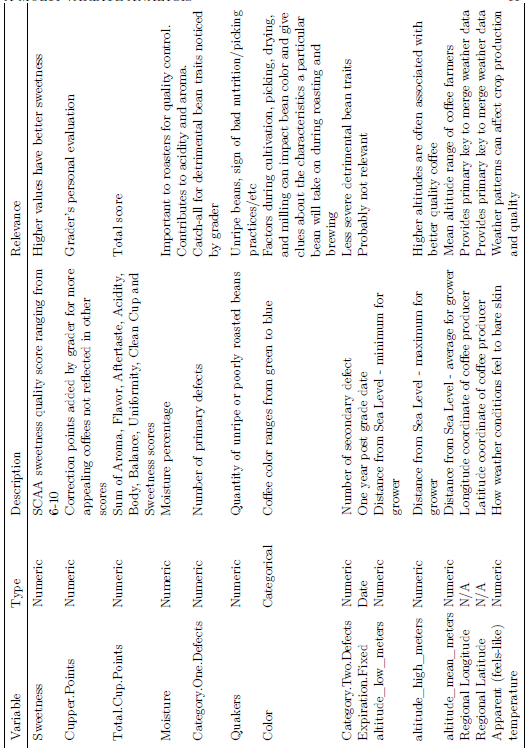 Variable Type Description Relevance
Sweetness Numeric SCAA sweetness quality score ranging from Higher values have better sweetness
6-10
Cupper.Points Numeric Correction points added by grader for more Grader's personal evaluation
appealing coffees not reflected in other
scores
Total.Cup.Points Numeric Sum of Aroma, Flavor, Aftertaste, Acidity, Total score
Body, Balance, Uniformity, Clean Cup and
Sweetness scores
Moisture Numeric Moisture percentage Important to roasters for quality control.
Contributes to acidity and aroma.
Category.One.Defects Numeric Number of primary defects Catch-all for detrimental bean traits noticed
by grader
Quakers Numeric Quantity of unripe or poorly roasted beans Unripe beans, sign of bad nutrition/picking
practices/etc
Color Categorical Coffee color ranges from green to blue Factors during cultivation, picking, drying,
and milling can impact bean color and give
clues about the characteristics a particular
bean will take on during roasting and
brewing
Category.Two.Defects Numeric Number of secondary defect Less severe detrimental bean traits
Expiration.Fixed Date One year post grade date Probably not relevant
altitude_low_meters Numeric Distance from Sea Level - minimum for
grower
altitude_high_meters Numeric Distance from Sea Level - maximum for Higher altitudes are often associated with
grower better quality coffee
altitude_mean_meters Numeric Distance from Sea Level - average for grower Mean altitude range of coffee farmers
Regional Longitude N/A Longitude coordinate of coffee producer Provides primary key to merge weather data
Regional Latitude N/A Latitude coordinate of coffee producer Provides primary key to merge weather data
Apparent (feels-like) Numeric How weather conditions feel to bare skin Weather patterns can affect crop production
temperature and quality